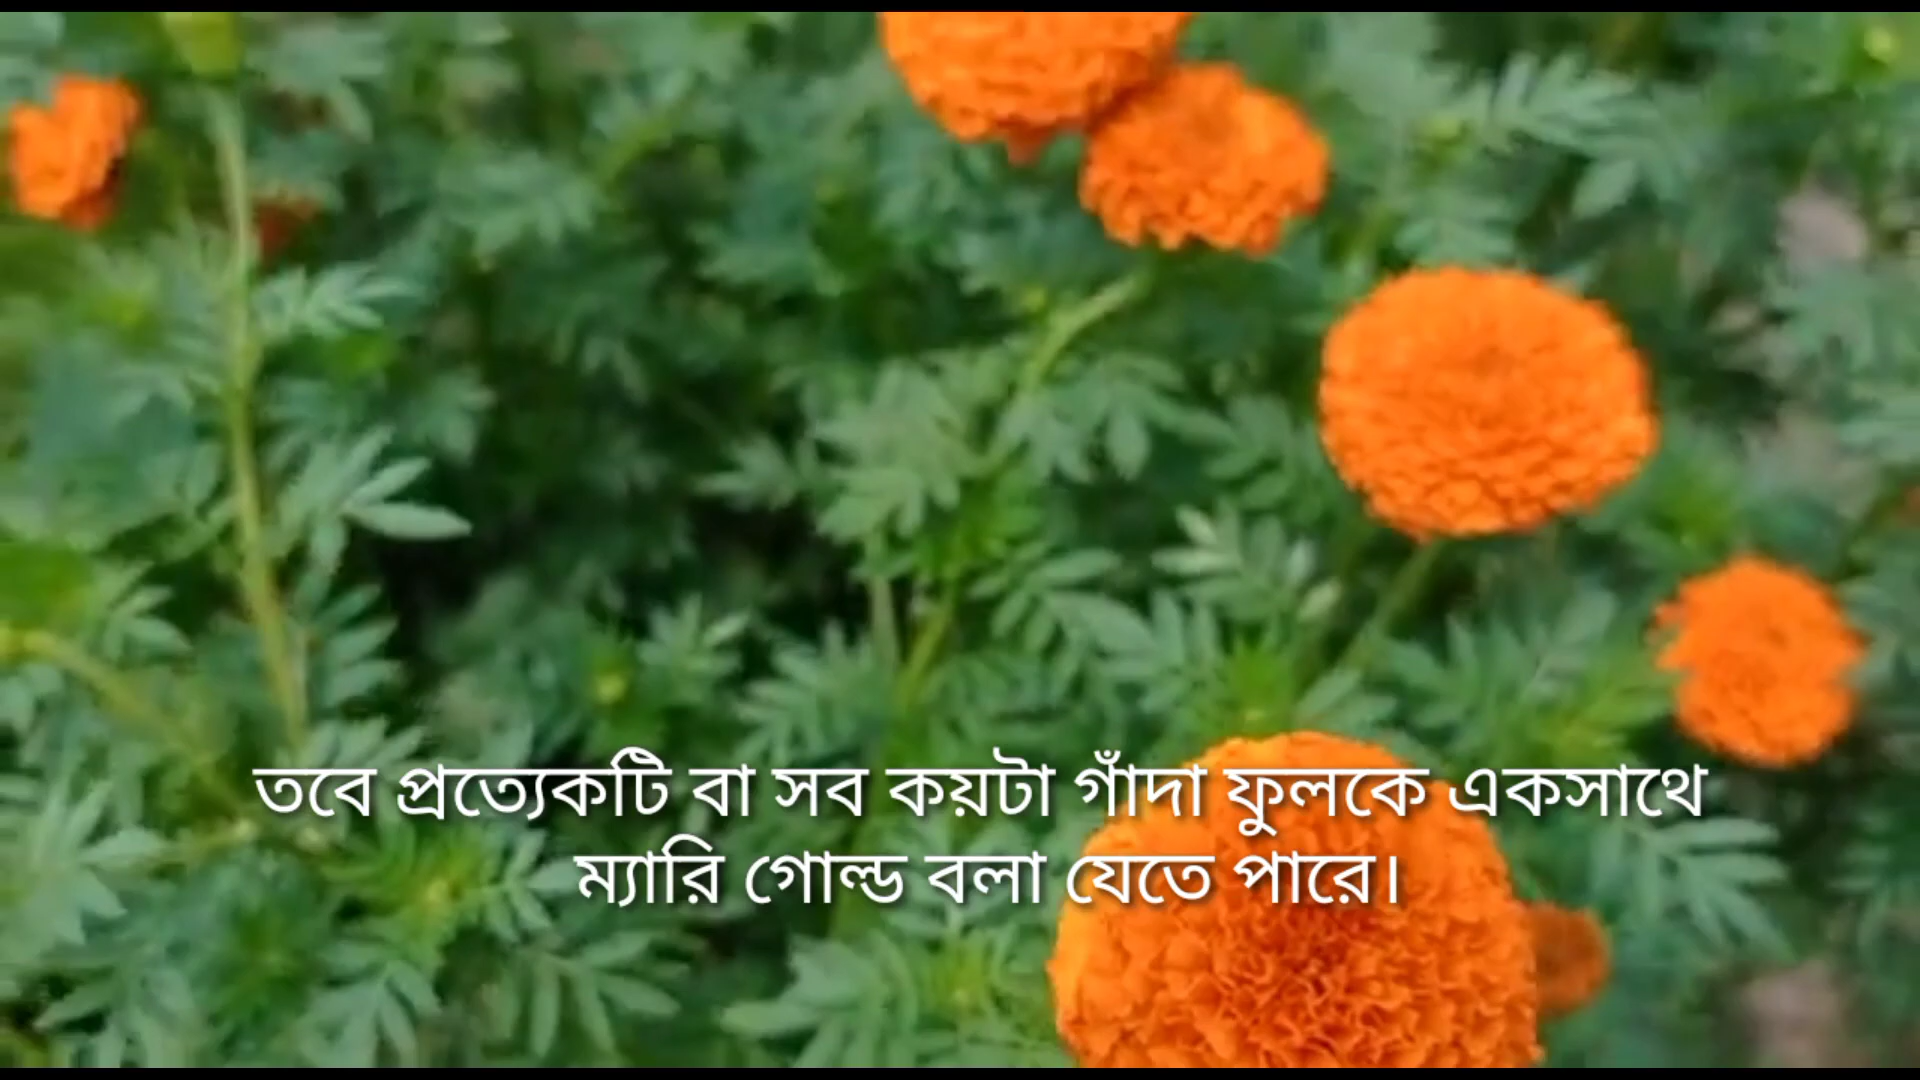 তবে প্রত্যেকটি বা সব কয়টা গাঁদা ফুলকে একসাথে
ম্যারি গোল্ড বলা যেতে পারে।